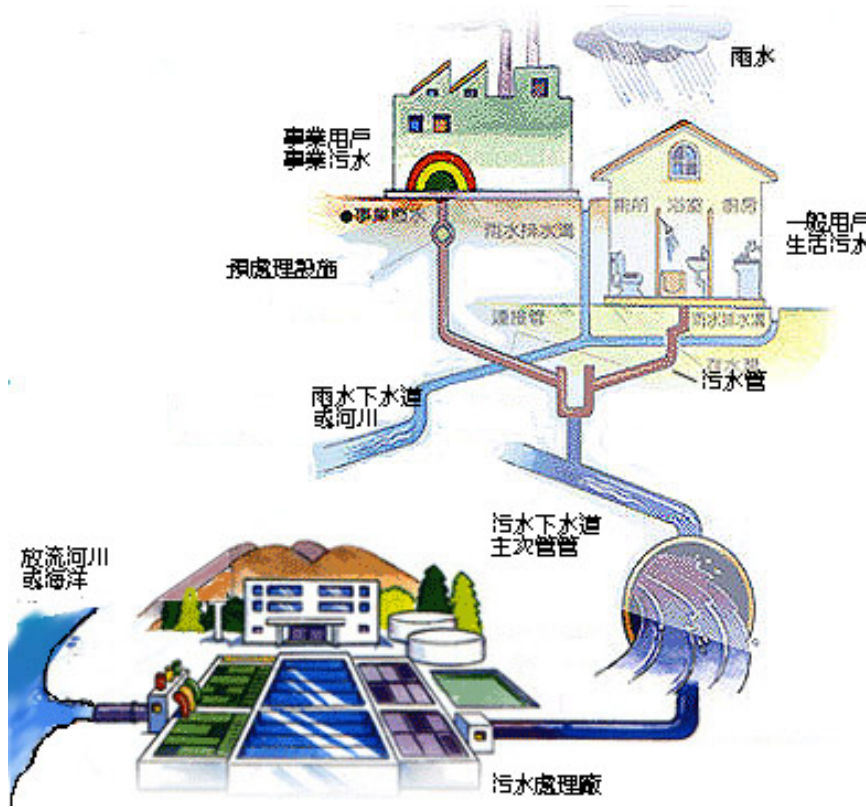 雨水
事業用戶
事業污水
●事業廢水
雨水排水溝
廁所 浴室 廚房
一般用戶
生活污水
預處理設施
連接管
雨水排水溝
污水管
雨水下水道
或河川
污水下水道
主次管管
放流河川
或海洋
污水處理廠